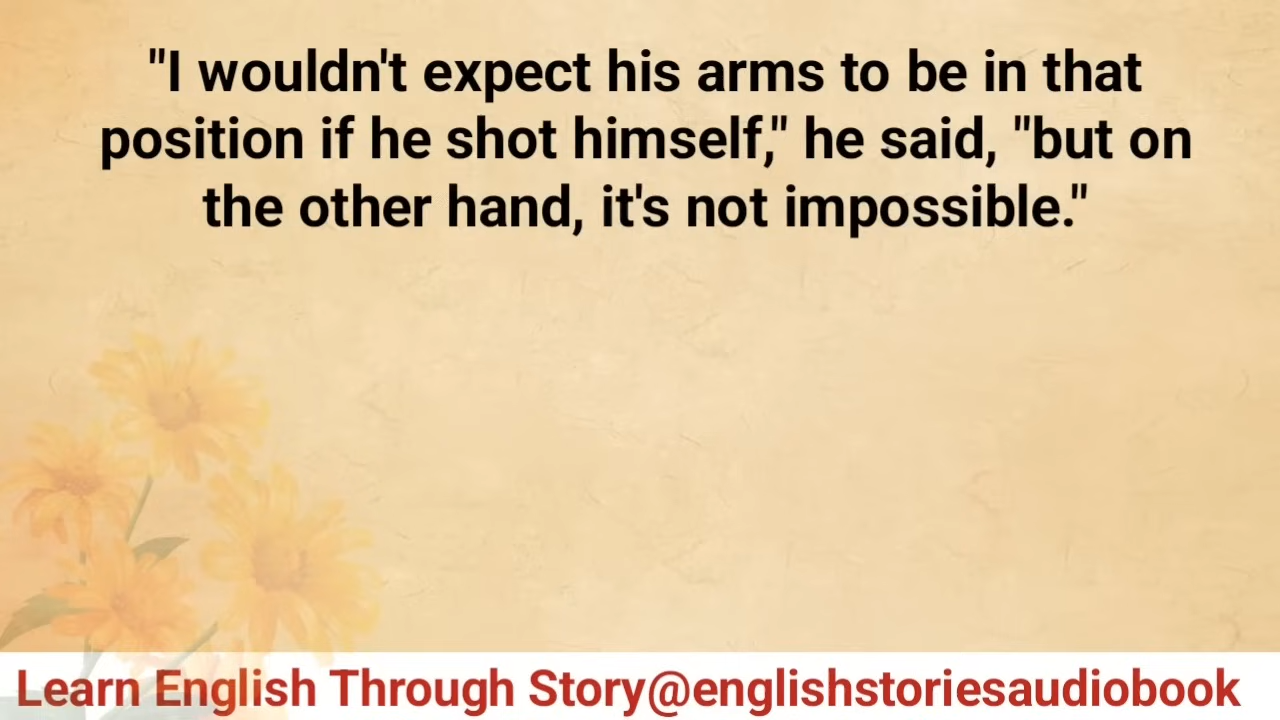 "I wouldn't expect his arms to be in that
position if he shot himself," he said, "but on
the other hand, it's not impossible."
Learn English Through Story@englishstoriesaudiobook